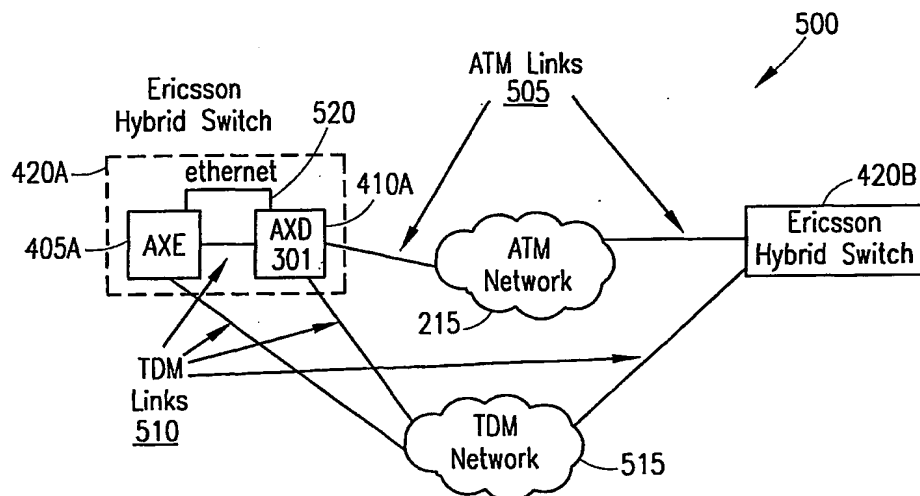 500
ATM Links
505
Ericsson
Hybrid Switch
520
420A
ethernet
410A
420B
405A
AXE
AXD
301
ATM
Network
Ericsson
Hybrid Switch
215
TDM
Links
510
TDM
Network
515